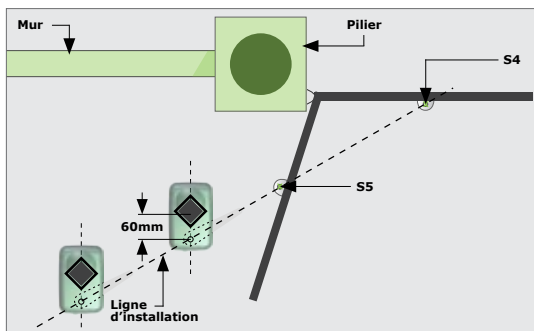 Mur
Pilier
S4
S5
60mm
Ligne
d’installation